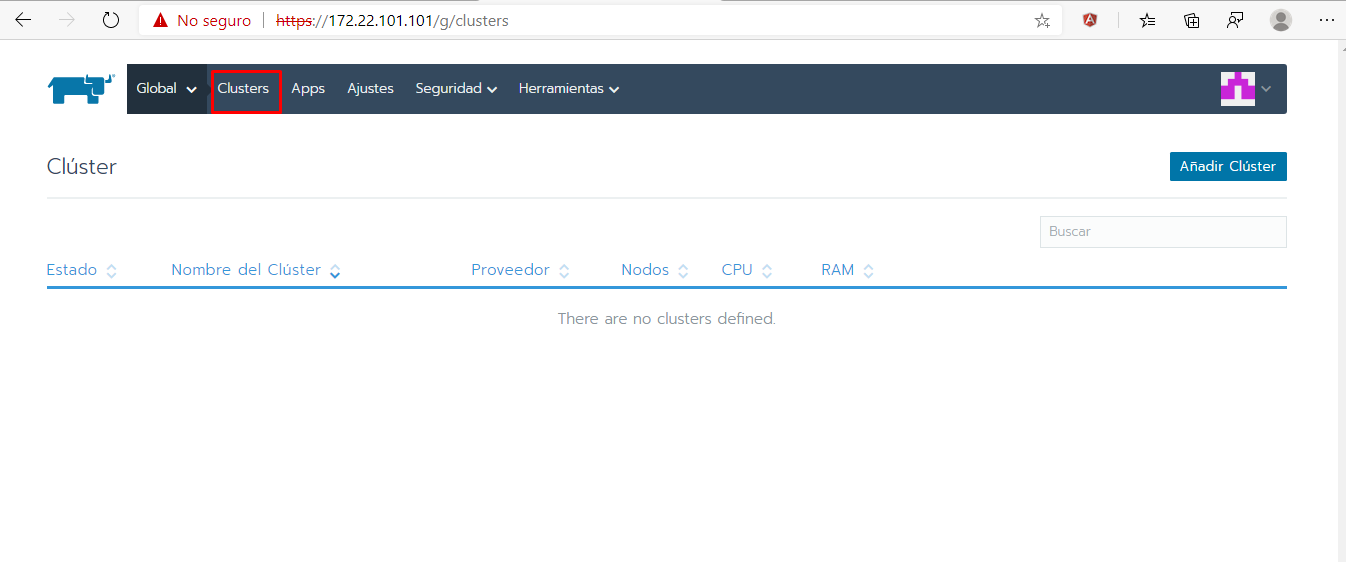 No seguro https://172.22.101.101/g/clusters
Global Clusters Apps Ajustes Seguridad Herramientas
Clúster
Añadir Clúster
Buscar
Estado Nombre del Clúster Proveedor Nodos CPU RAM
There are no clusters defined.